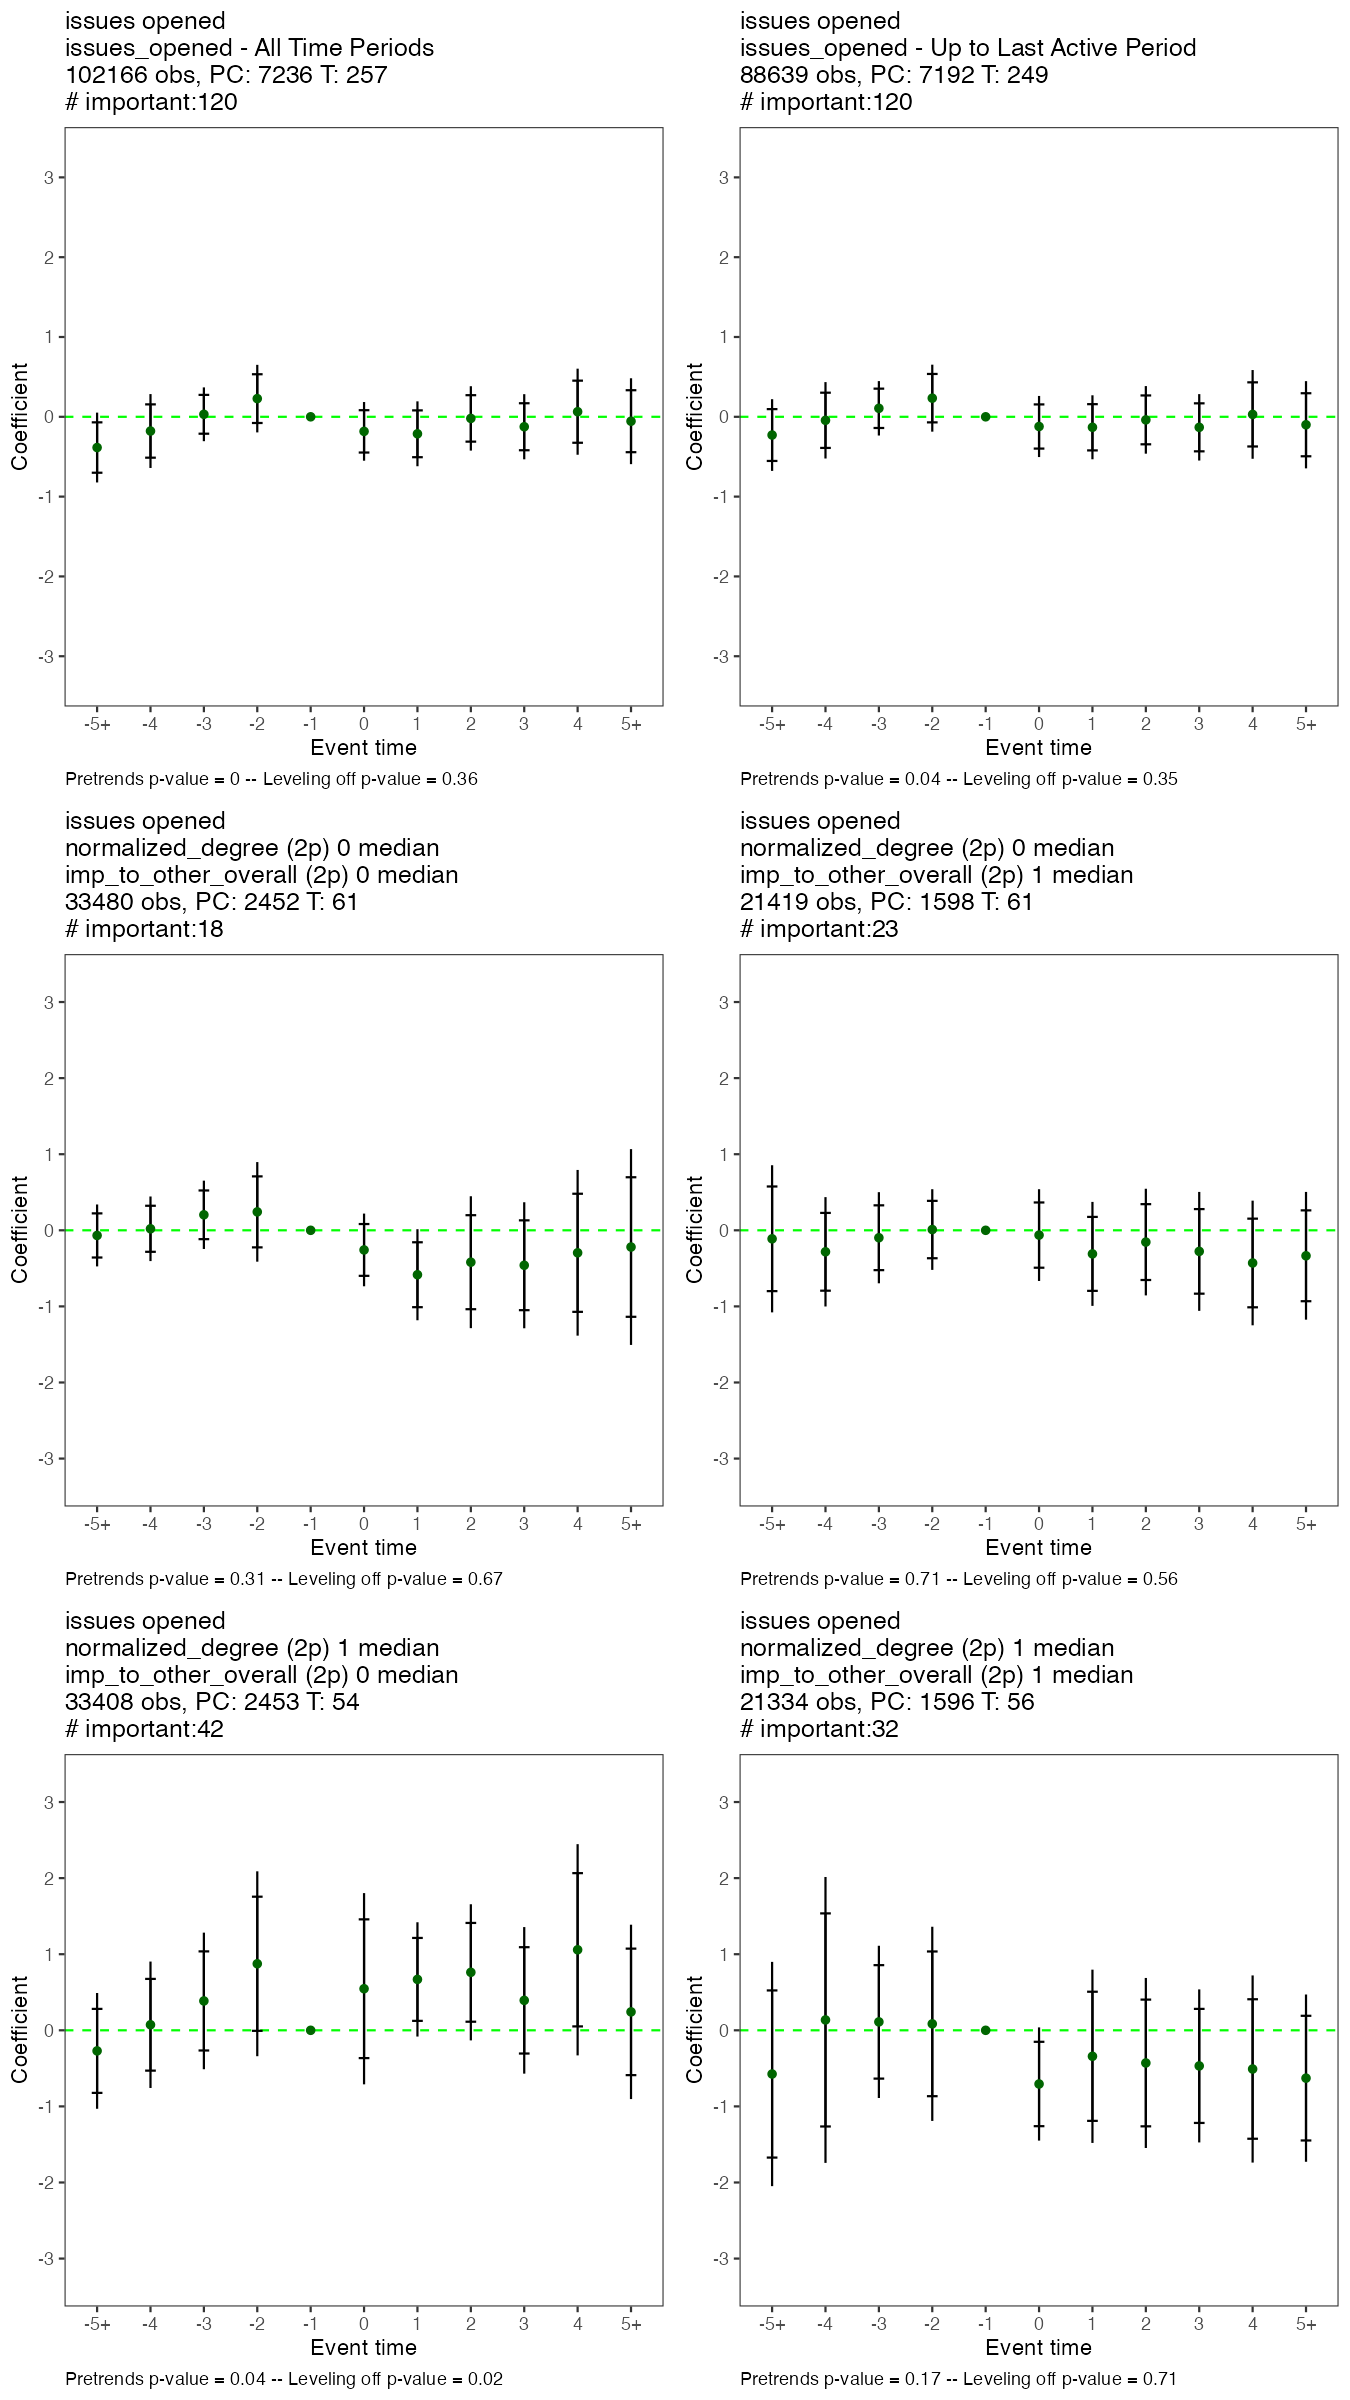 issues opened
issues_opened - All Time Periods
102166 obs, PC: 7236 T: 257
# important:120
3
2
1
0
-1
-2
-3
Coefficient
-5+ -4 -3 -2 -1 0 1 2 3 4 5+
Event time
Pretrends p-value = 0 -- Leveling off p-value = 0.36
issues opened
issues_opened - Up to Last Active Period
88639 obs, PC: 7192 T: 249
# important:120
3
2
1
0
-1
-2
-3
Coefficient
-5+ -4 -3 -2 -1 0 1 2 3 4 5+
Event time
Pretrends p-value = 0.04 -- Leveling off p-value = 0.35
issues opened
normalized_degree (2p) 0 median
imp_to_other_overall (2p) 0 median
33480 obs, PC: 2452 T: 61
# important:18
3
2
1
0
-1
-2
-3
Coefficient
-5+ -4 -3 -2 -1 0 1 2 3 4 5+
Event time
Pretrends p-value = 0.31 -- Leveling off p-value = 0.67
issues opened
normalized_degree (2p) 0 median
imp_to_other_overall (2p) 1 median
21419 obs, PC: 1598 T: 61
# important:23
3
2
1
0
-1
-2
-3
Coefficient
-5+ -4 -3 -2 -1 0 1 2 3 4 5+
Event time
Pretrends p-value = 0.71 -- Leveling off p-value = 0.56
issues opened
normalized_degree (2p) 1 median
imp_to_other_overall (2p) 0 median
33408 obs, PC: 2453 T: 54
# important:42
3
2
1
0
-1
-2
-3
Coefficient
-5+ -4 -3 -2 -1 0 1 2 3 4 5+
Event time
Pretrends p-value = 0.04 -- Leveling off p-value = 0.02
issues opened
normalized_degree (2p) 1 median
imp_to_other_overall (2p) 1 median
21334 obs, PC: 1596 T: 56
# important:32
3
2
1
0
-1
-2
-3
Coefficient
-5+ -4 -3 -2 -1 0 1 2 3 4 5+
Event time
Pretrends p-value = 0.17 -- Leveling off p-value = 0.71